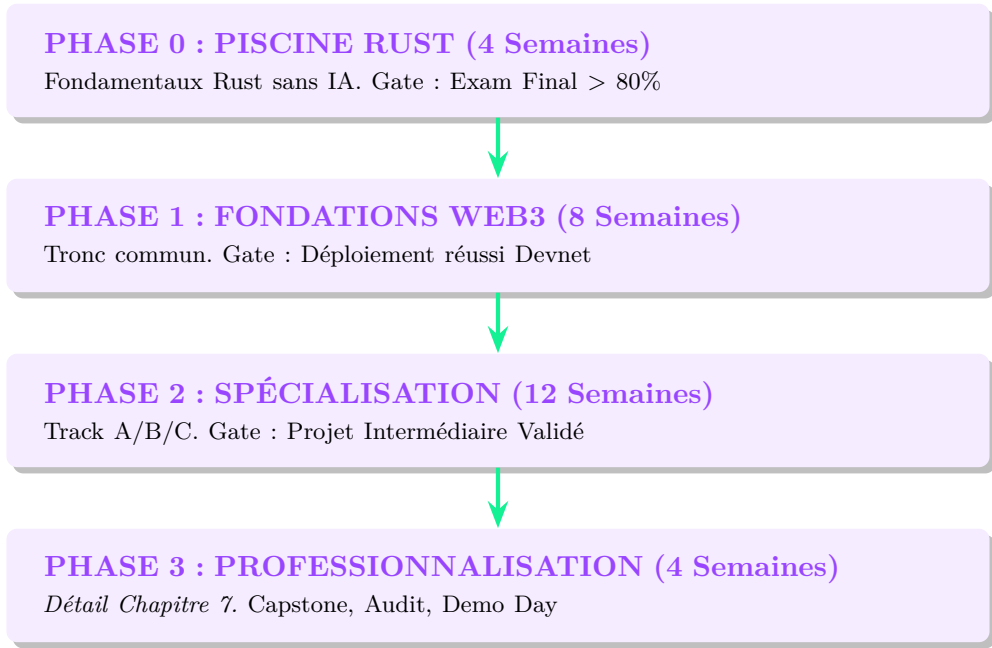 PHASE 0 : PISCINE RUST (4 Semaines)
Fondamentaux Rust sans IA. Gate : Exam Final > 80%
PHASE 1 : FONDATIONS WEB3 (8 Semaines)
Tronc commun. Gate : Déploiement réussi Devnet
PHASE 2 : SPÉCIALISATION (12 Semaines)
Track A/B/C. Gate : Projet Intermédiaire Validé
PHASE 3 : PROFESSIONNALISATION (4 Semaines)
Détail Chapitre 7. Capstone, Audit, Demo Day